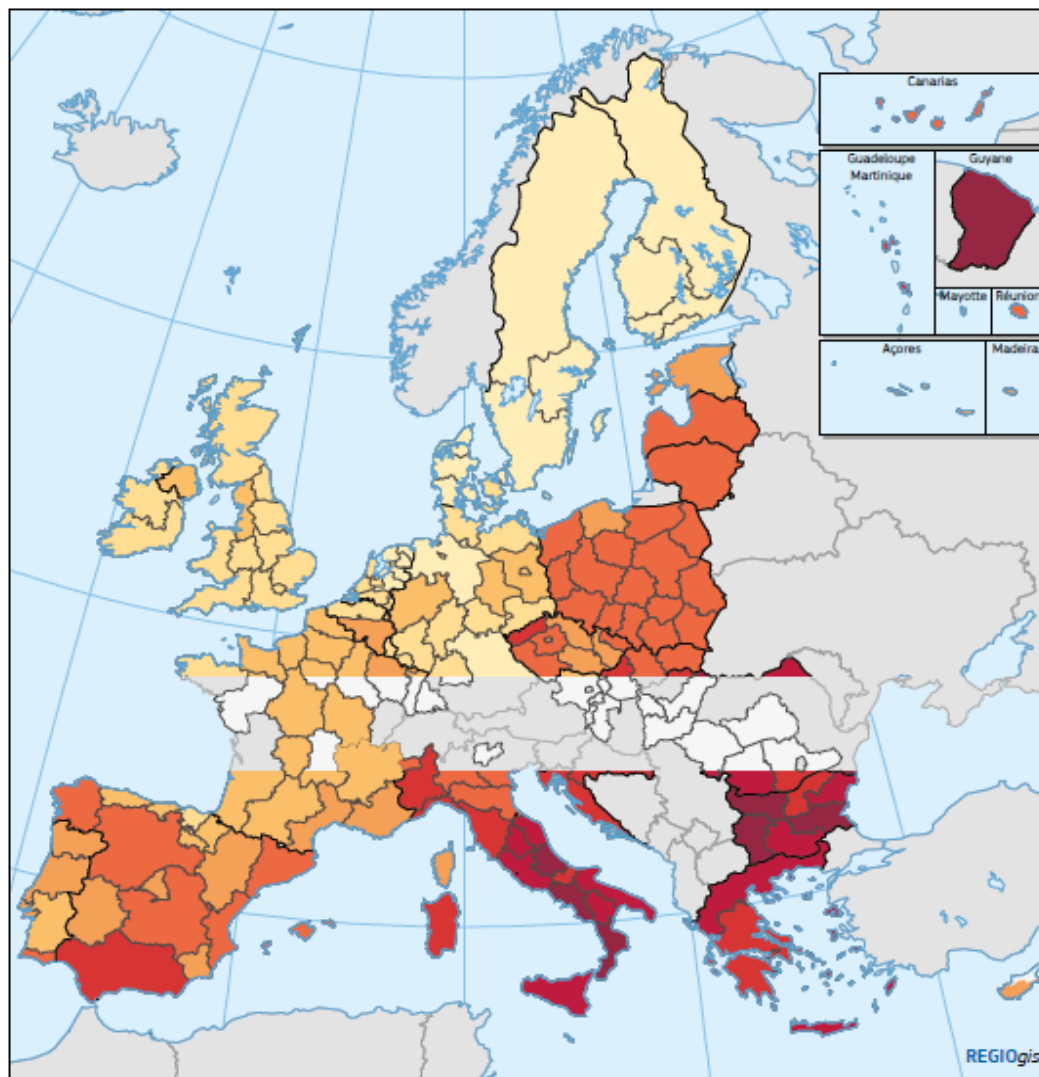 Canarias
Guadeloupe
Martinique
Guyane
Mayotte
Réunion
Açores
Madeira
REGIOgis